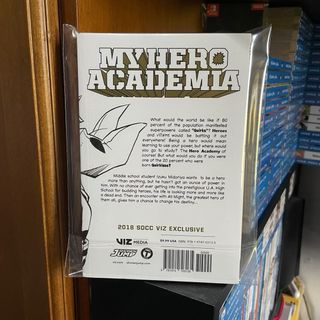 MY HERO
ACADEMIA
What would the world be like if 80
percent of the population manifested
superpowers called "Quirks"? Heroes
and villains would be battling it out
everywhere! Being a hero would mean
learning to use your power, but where would
you go to study? The Hero Academy of
course! But what would you do if you were
one of the 20 percent who were
born Quirkless?
Middle school student Izuku Midoriya wants to be a hero
more than anything, but he hasn't got an ounce of power in
him. With no chance of ever getting into the prestigious U.A. High
School for budding heroes, his life is looking more and more like
a dead end. Then an encounter with All Might, the greatest hero of
them all, gives him a chance to change his destiny...
2018 SDCC VIZ EXCLUSIVE
VIZ MEDIA
$9.99 USA
JUMP
T
viz.com